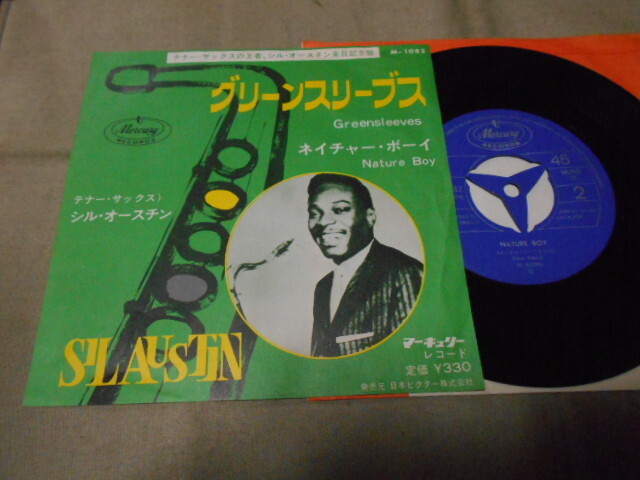 テナー・サックスの王者、シル・オースチン来日記念盤
M-1083
グリーンスリーブス
Greensleeves
ネイチャー・ボーイ
Nature Boy
Mercury
RECORDS
テナー・サックス）
シル・オースチン
SIL AUSTIN
マーキュリー
レコード
定価 ¥330
発売元 日本ビクター株式会社
Mercury
RECORDS
45
2
NATURE BOY